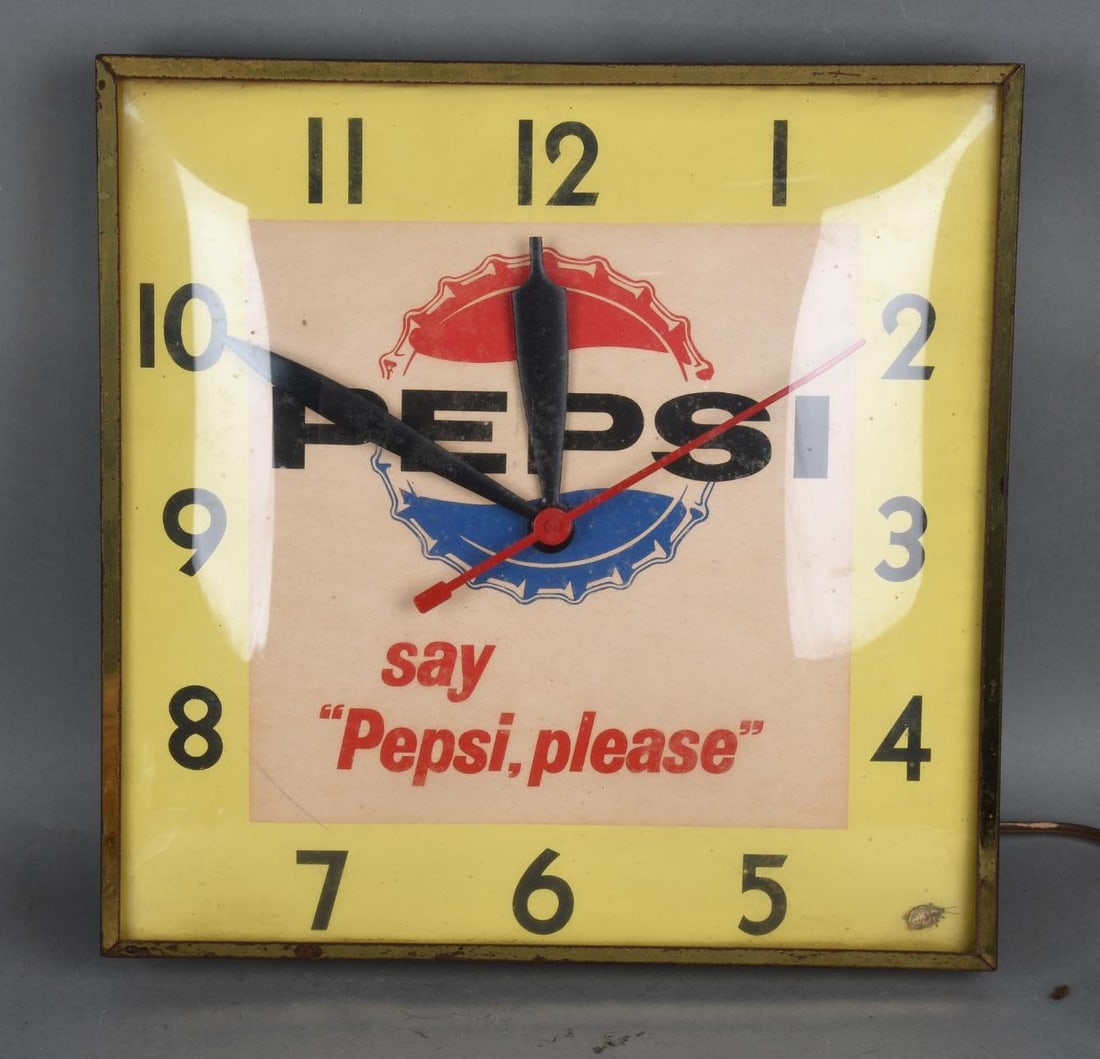 11 12 1
10 2
PEPSI
9 3
say
"Pepsi, please"
8 4
7 6 5